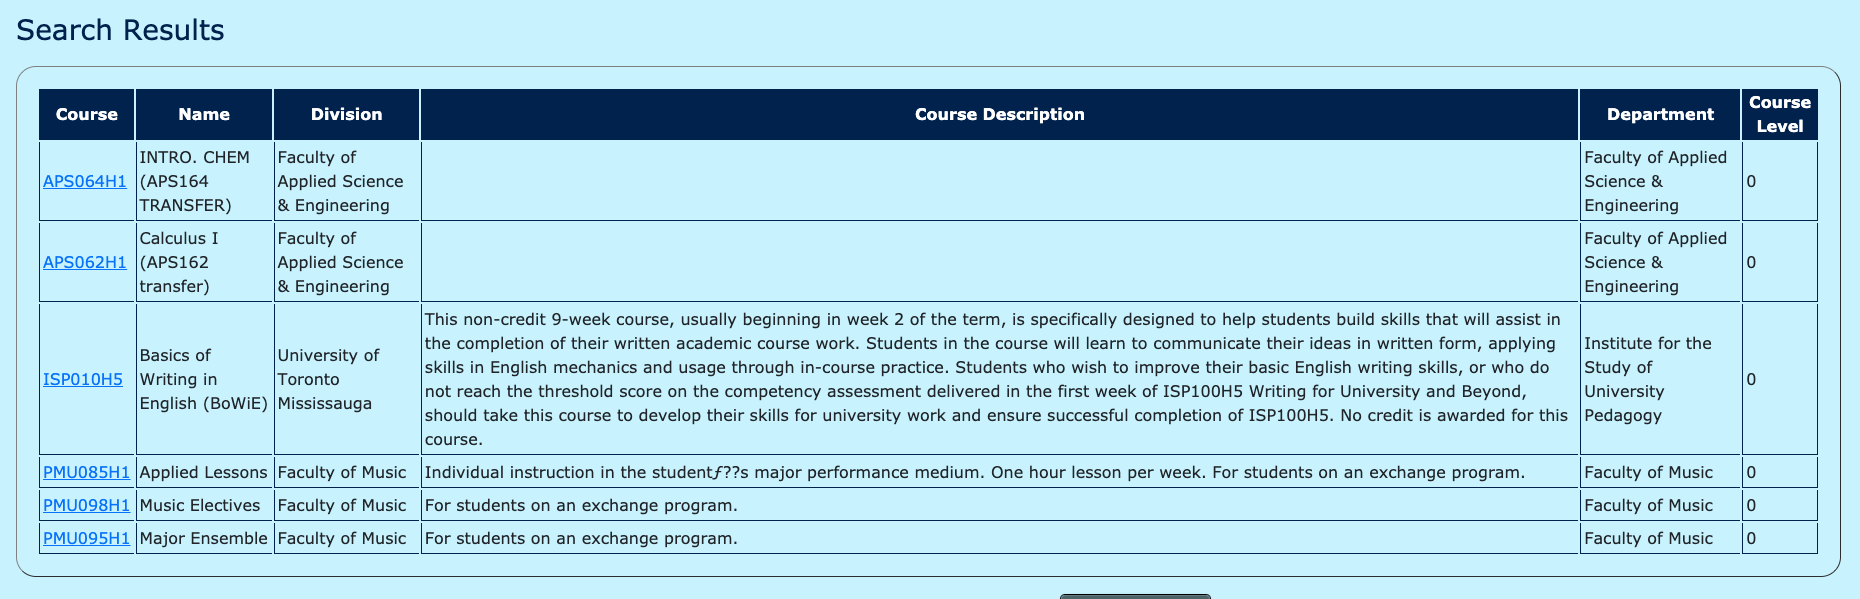 Search Results
Course
Name
Division
Course Description
Department
Course
Level
APS064H1
INTRO. CHEM
(APS164
TRANSFER)
Faculty of
Applied Science
& Engineering
Faculty of Applied
Science &
Engineering
0
APS062H1
Calculus I
(APS162
transfer)
Faculty of
Applied Science
& Engineering
Faculty of Applied
Science &
Engineering
0
ISP010H5
Basics of
Writing in
English (BoWiE)
University of
Toronto
Mississauga
This non-credit 9-week course, usually beginning in week 2 of the term, is specifically designed to help students build skills that will assist in
the completion of their written academic course work. Students in the course will learn to communicate their ideas in written form, applying
skills in English mechanics and usage through in-course practice. Students who wish to improve their basic English writing skills, or who do
not reach the threshold score on the competency assessment delivered in the first week of ISP100H5 Writing for University and Beyond,
should take this course to develop their skills for university work and ensure successful completion of ISP100H5. No credit is awarded for this
course.
Institute for the
Study of
University
Pedagogy
0
PMU085H1
Applied Lessons
Faculty of Music
Individual instruction in the studentƒ??s major performance medium. One hour lesson per week. For students on an exchange program.
Faculty of Music
0
PMU098H1
Music Electives
Faculty of Music
For students on an exchange program.
Faculty of Music
0
PMU095H1
Major Ensemble
Faculty of Music
For students on an exchange program.
Faculty of Music
0